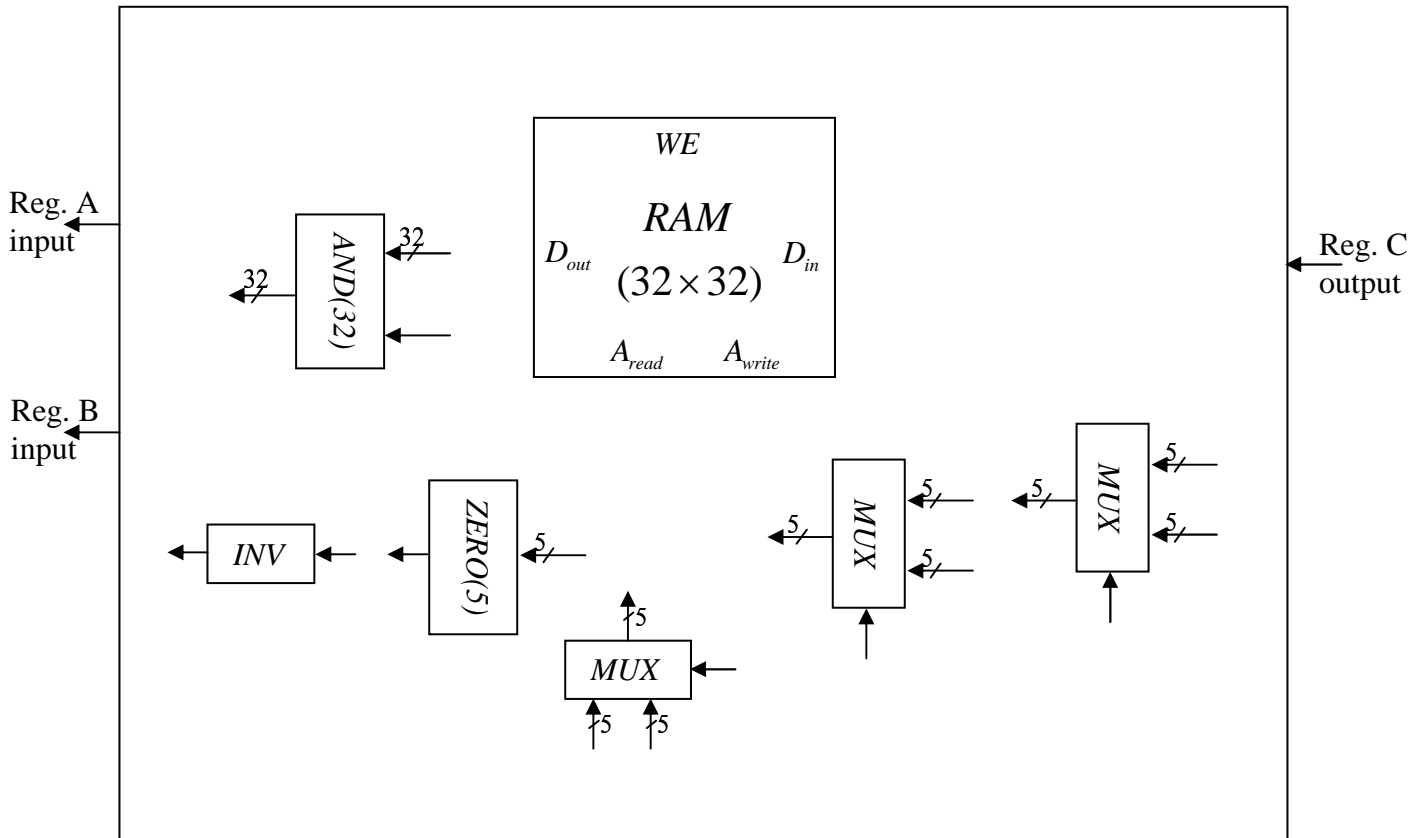 WE
Reg. A
input
RAM
(32×32)
D_out
D_in
A_read
A_write
32
AND(32)
32
Reg. C
output
Reg. B
input
INV
ZERO(5)
5
5
MUX
5
5
5
MUX
5
5
5
MUX
5
5